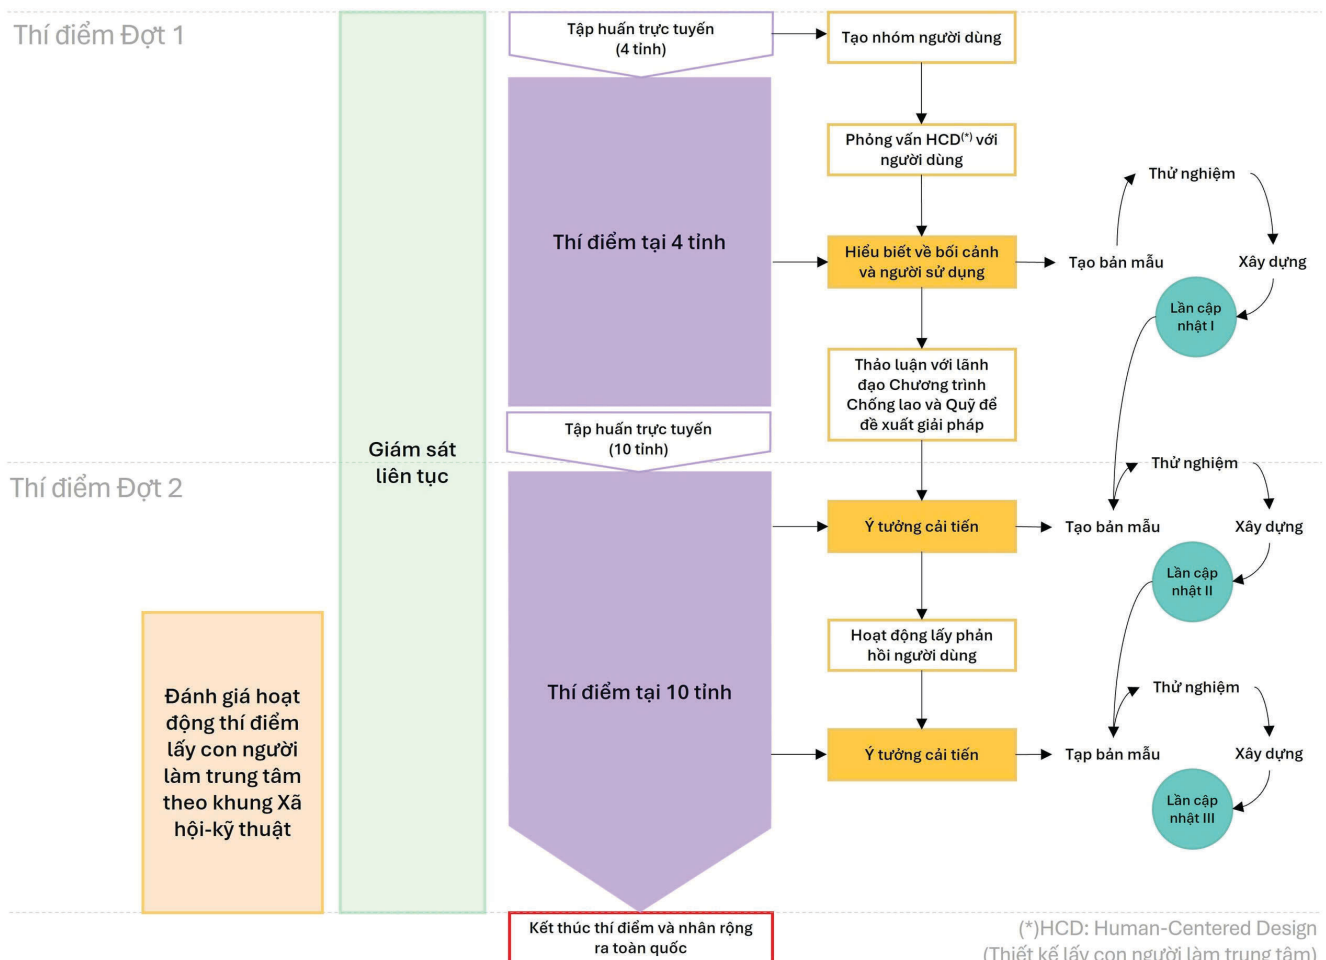 Thí điểm Đợt 1
Tập huấn trực tuyến
(4 tỉnh)
Tạo nhóm người dùng
Phỏng vấn HCD(*) với
người dùng
Thí điểm tại 4 tỉnh
Hiểu biết về bối cảnh
và người sử dụng
Tạo bản mẫu
Thử nghiệm
Xây dựng
Lần cập
nhật I
Thảo luận với lãnh
đạo Chương trình
Chống lao và Quỹ để
đề xuất giải pháp
Giám sát
liên tục
Tập huấn trực tuyến
(10 tỉnh)
Thí điểm Đợt 2
Ý tưởng cải tiến
Tạo bản mẫu
Thử nghiệm
Xây dựng
Lần cập
nhật II
Hoạt động lấy phản
hồi người dùng
Thí điểm tại 10 tỉnh
Đánh giá hoạt
động thí điểm
lấy con người
làm trung tâm
theo khung Xã
hội-kỹ thuật
Ý tưởng cải tiến
Tạp bản mẫu
Thử nghiệm
Xây dựng
Lần cập
nhật III
Kết thúc thí điểm và nhân rộng
ra toàn quốc
(*)HCD: Human-Centered Design
(Thiết kế lấy con người làm trung tâm)